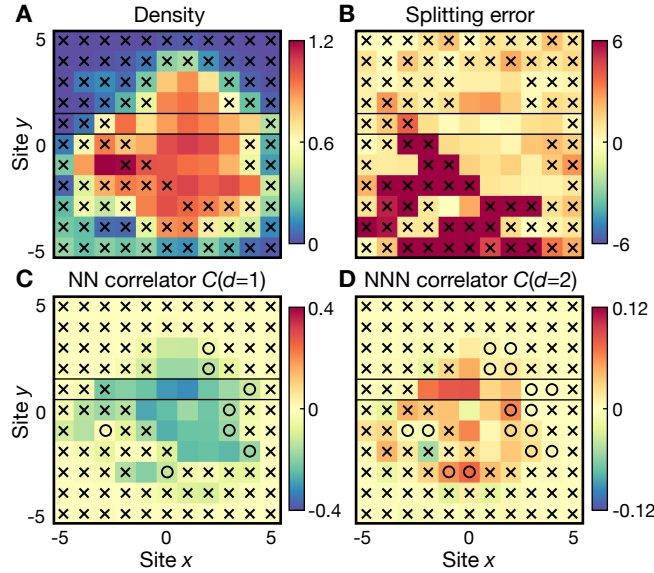 A Density
B Splitting error
5
0
-5
Site y
1.2
0.6
0
6
0
-6
C NN correlator C(d=1)
D NNN correlator C(d=2)
5
0
-5
Site y
0.4
0
-0.4
0.12
0
-0.12
-5 0 5
-5 0 5
Site x
Site x